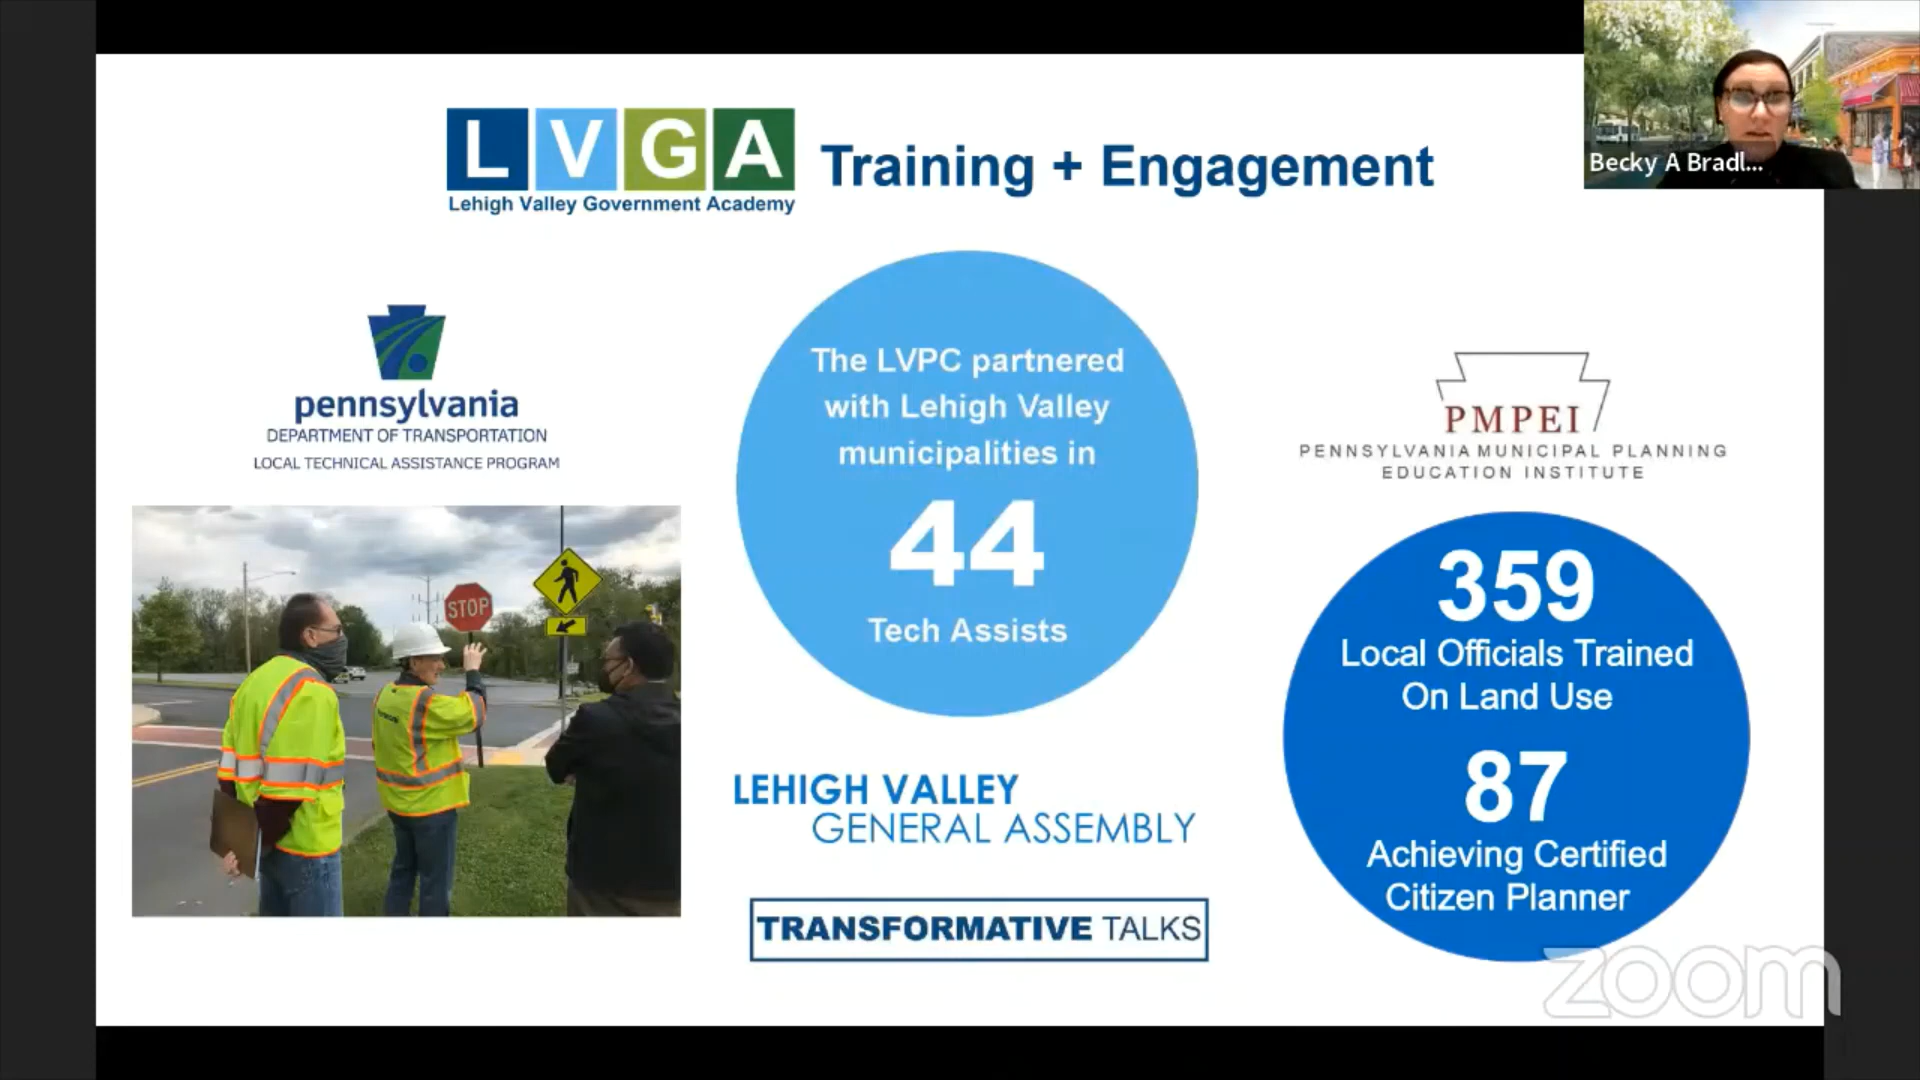 LVGA
Lehigh Valley Government Academy
Training + Engagement
Becky A Bradl...
pennsylvania
DEPARTMENT OF TRANSPORTATION
LOCAL TECHNICAL ASSISTANCE PROGRAM
STOP
The LVPC partnered
with Lehigh Valley
municipalities in
44
Tech Assists
LEHIGH VALLEY
GENERAL ASSEMBLY
TRANSFORMATIVE TALKS
PMPEI
PENNSYLVANIA MUNICIPAL PLANNING
EDUCATION INSTITUTE
359
Local Officials Trained
On Land Use
87
Achieving Certified
Citizen Planner
zoom